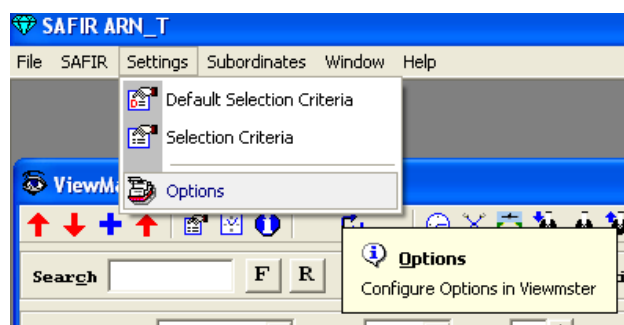 SAFIR ARN_T
File SAFIR Settings Subordinates Window Help
Default Selection Criteria
Selection Criteria
Options
ViewM
Search F R
Options
Configure Options in Viewmster